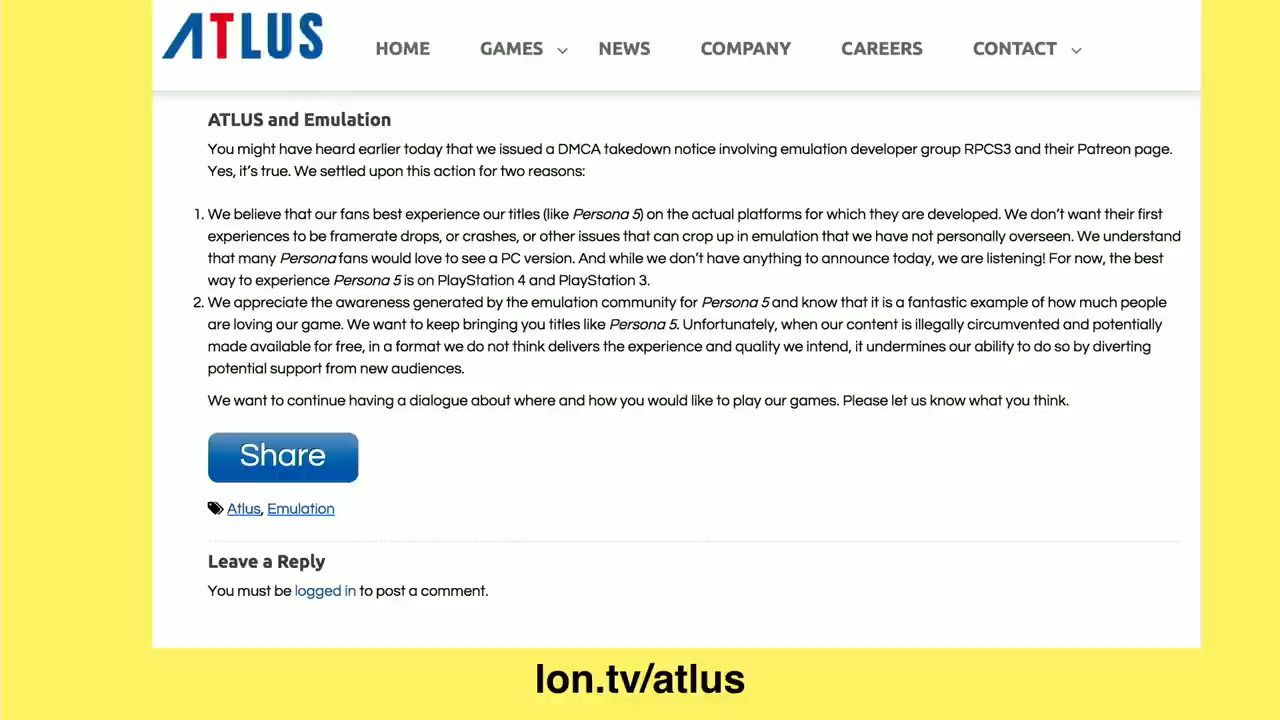 ATLUS
HOME GAMES NEWS COMPANY CAREERS CONTACT
ATLUS and Emulation
You might have heard earlier today that we issued a DMCA takedown notice involving emulation developer group RPCS3 and their Patreon page.
Yes, it's true. We settled upon this action for two reasons:
1. We believe that our fans best experience our titles (like Persona 5) on the actual platforms for which they are developed. We don't want their first
experiences to be framerate drops, or crashes, or other issues that can crop up in emulation that we have not personally overseen. We understand
that many Persona fans would love to see a PC version. And while we don't have anything to announce today, we are listening! For now, the best
way to experience Persona 5 is on PlayStation 4 and PlayStation 3.
2. We appreciate the awareness generated by the emulation community for Persona 5 and know that it is a fantastic example of how much people
are loving our game. We want to keep bringing you titles like Persona 5. Unfortunately, when our content is illegally circumvented and potentially
made available for free, in a format we do not think delivers the experience and quality we intend, it undermines our ability to do so by diverting
potential support from new audiences.
We want to continue having a dialogue about where and how you would like to play our games. Please let us know what you think.
Share
Atlus, Emulation
Leave a Reply
You must be logged in to post a comment.
lon.tv/atlus